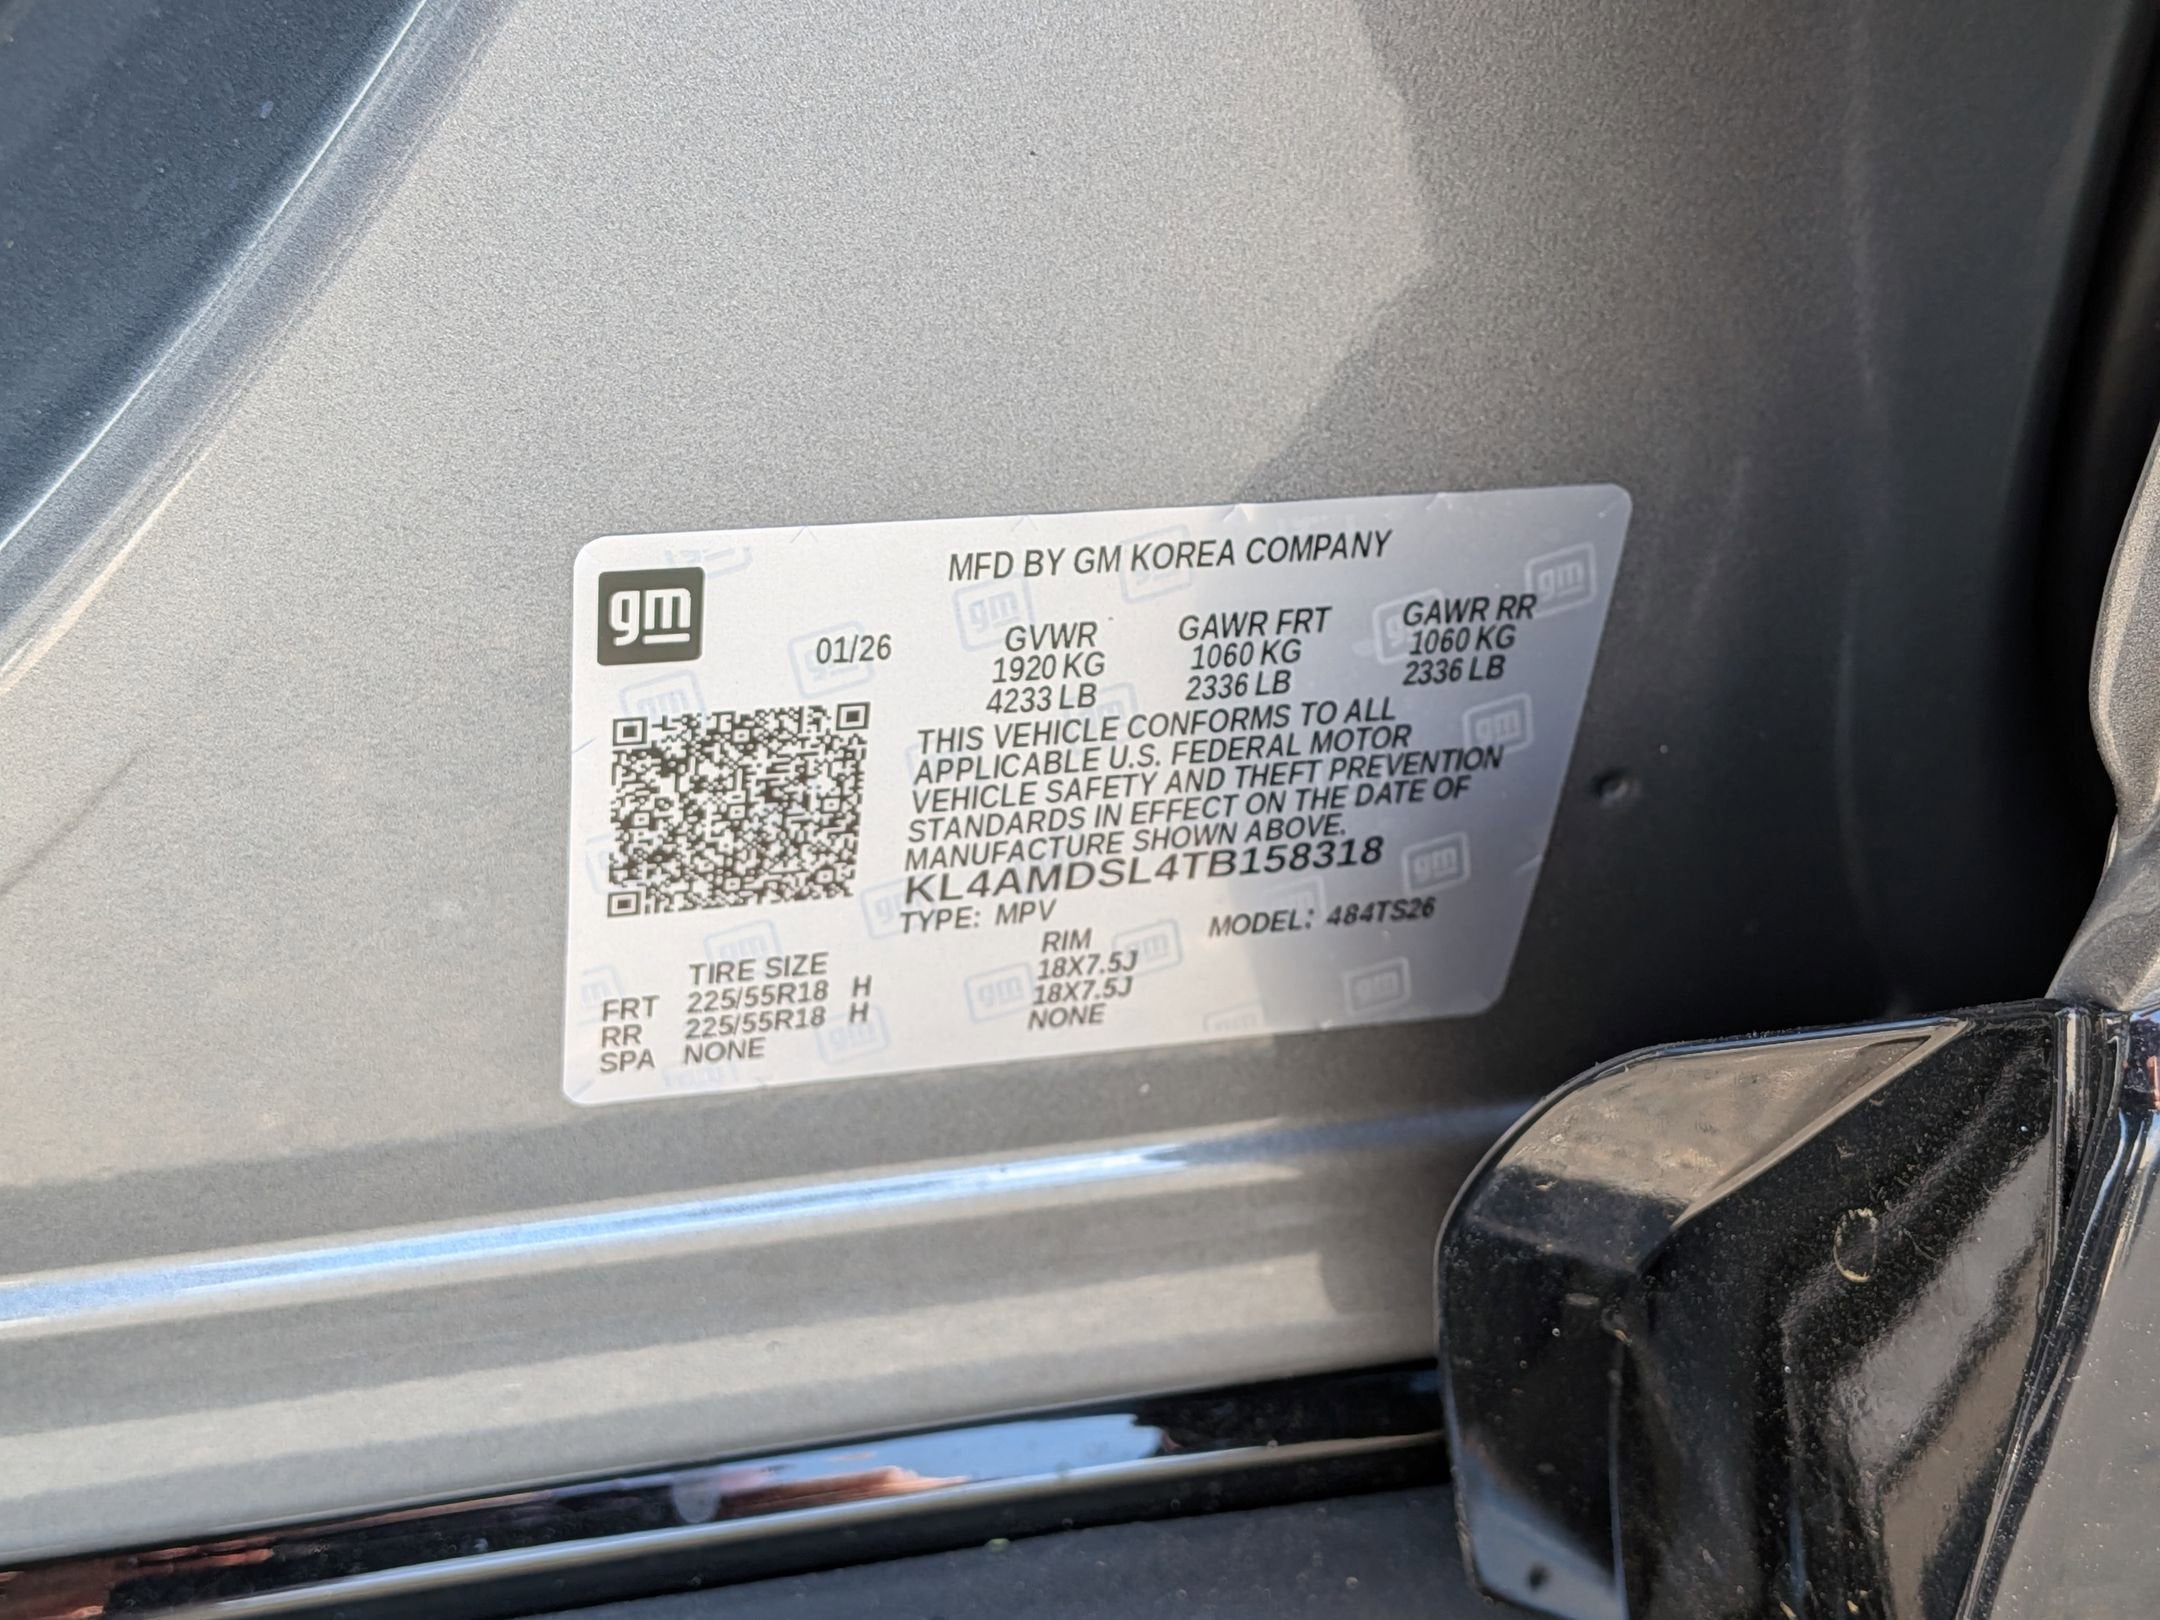 gm
MFD BY GM KOREA COMPANY
01/26
GVWR GAWR FRT GAWR RR
1920 KG 1060 KG 1060 KG
4233 LB 2336 LB 2336 LB
THIS VEHICLE CONFORMS TO ALL
APPLICABLE U.S. FEDERAL MOTOR
VEHICLE SAFETY AND THEFT PREVENTION
STANDARDS IN EFFECT ON THE DATE OF
MANUFACTURE SHOWN ABOVE.
KL4AMDSL4TB158318
TYPE: MPV MODEL: 484TS26
TIRE SIZE RIM
FRT 225/55R18 H 18X7.5J
RR 225/55R18 H 18X7.5J
SPA NONE NONE